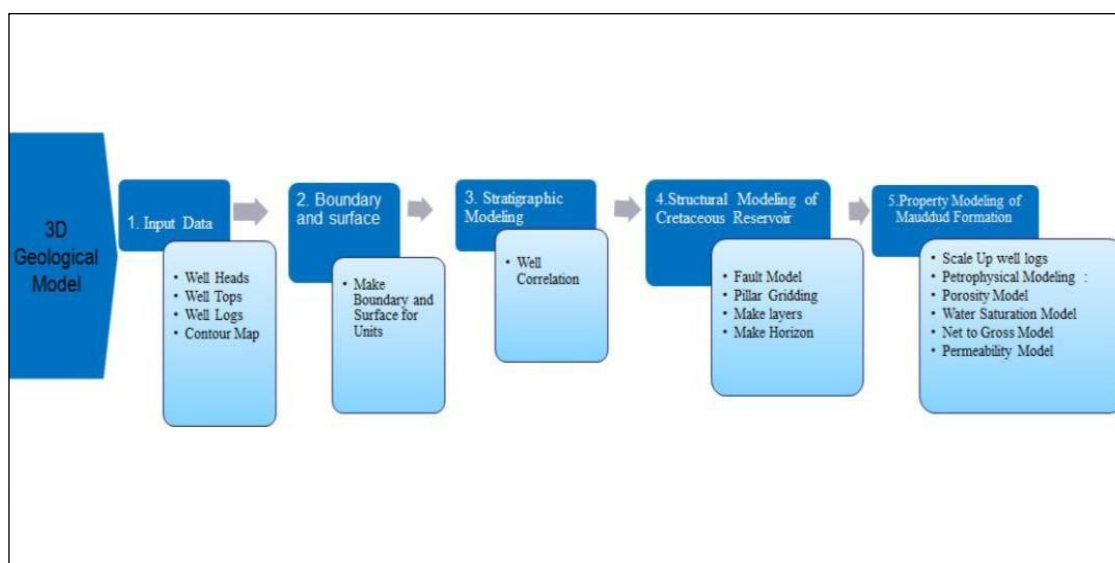 3D
Geological
Model
1. Input Data
• Well Heads
• Well Tops
• Well Logs
• Contour Map
2. Boundary
and surface
• Make
Boundary and
Surface for
Units
3. Stratigraphic
Modeling
• Well
Correlation
4.Structural Modeling of
Cretaceous Reservoir
• Fault Model
• Pillar Gridding
• Make layers
• Make Horizon
5.Property Modeling of
Mauddud Formation
• Scale Up well logs
• Petrophysical Modeling :
• Porosity Model
• Water Saturation Model
• Net to Gross Model
• Permeability Model